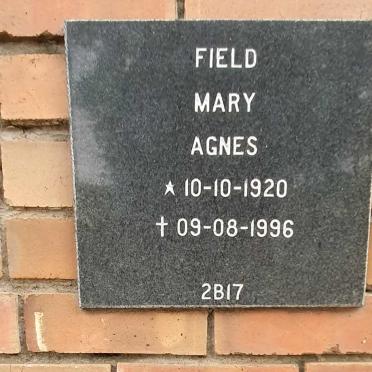 FIELD
MARY
AGNES
★ 10-10-1920
† 09-08-1996
2B17